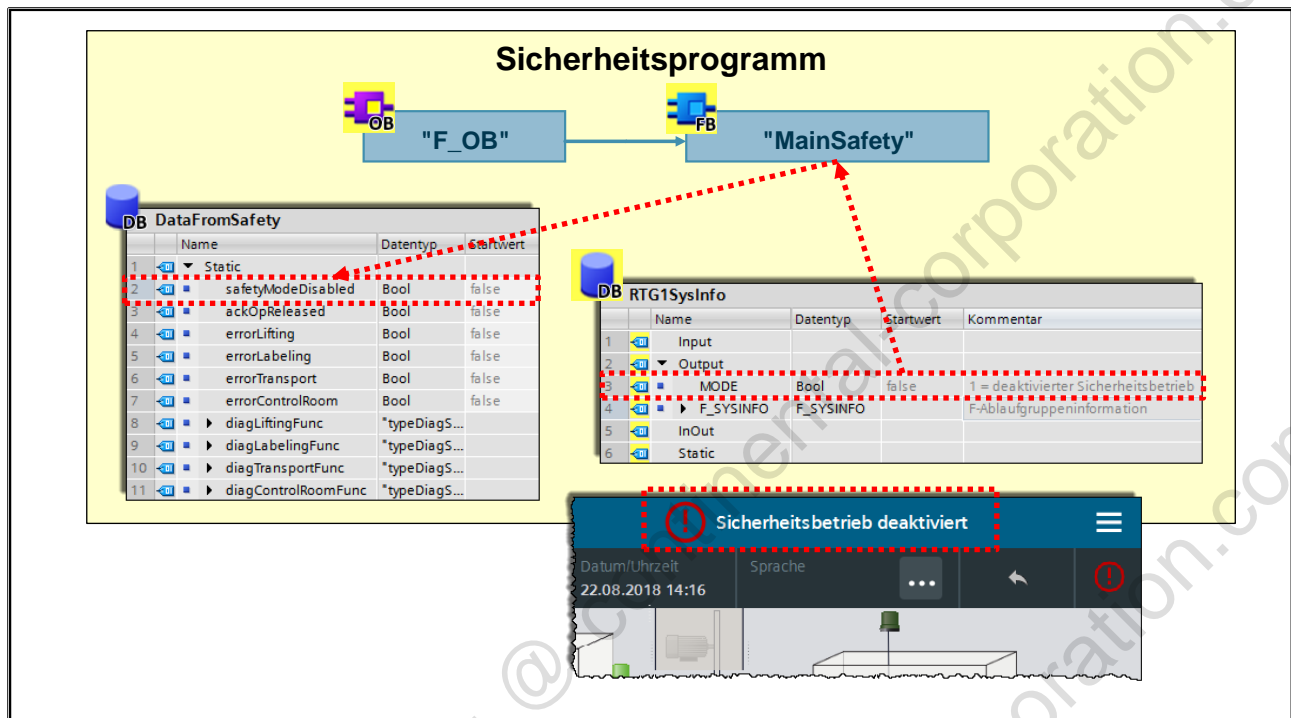 Sicherheitsprogramm
OB
"F_OB"
FB
"MainSafety"
DB DataFromSafety
Name Datentyp Startwert
1 Static
2 safetyModeDisabled Bool false
3 ackOpReleased Bool false
4 errorLifting Bool false
5 errorLabeling Bool false
6 errorTransport Bool false
7 errorControlRoom Bool false
8 diagLiftingFunc "typeDiagS...
9 diagLabelingFunc "typeDiagS...
10 diagTransportFunc "typeDiagS...
11 diagControlRoomFunc "typeDiagS...
DB RTG1SysInfo
Name Datentyp Startwert Kommentar
1 Input
2 Output
3 MODE Bool false 1 = deaktivierter Sicherheitsbetrieb
4 F_SYSINFO F_SYSINFO F-Ablaufgruppeninformation
5 InOut
6 Static
Sicherheitsbetrieb deaktiviert
Datum/Uhrzeit Sprache
22.08.2018 14:16 ...
@ continental-corporation.c
oration.co